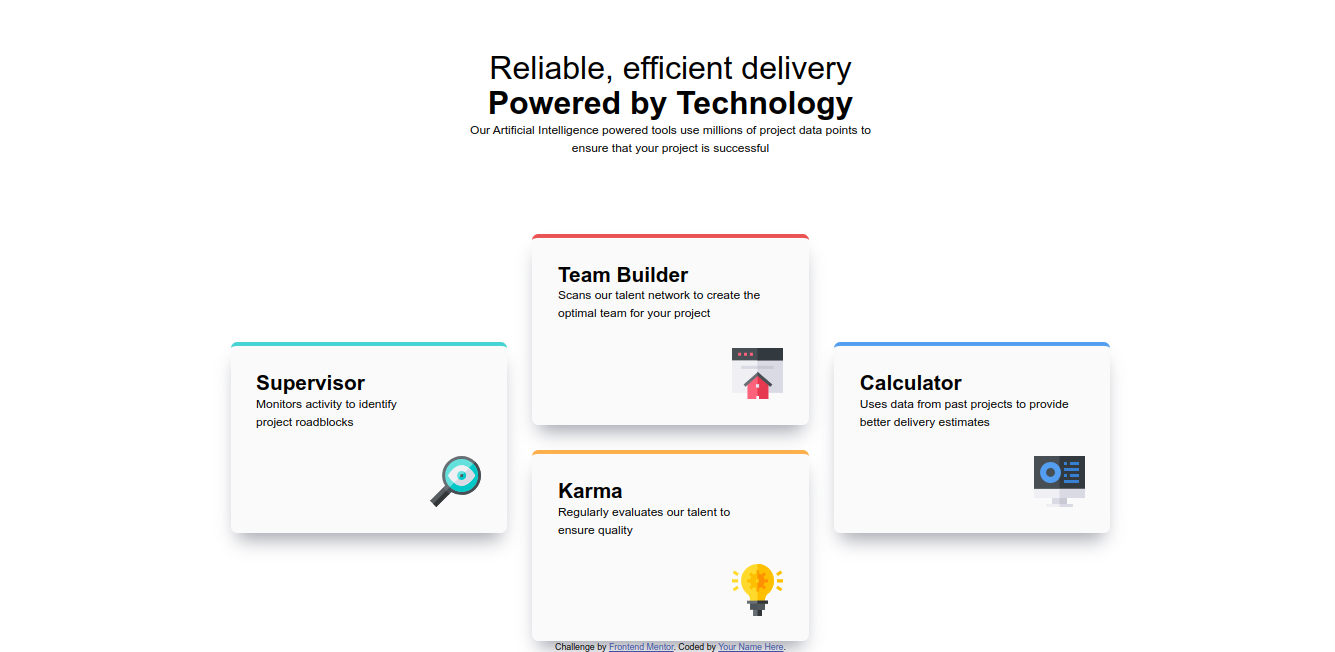 Reliable, efficient delivery
Powered by Technology
Our Artificial Intelligence powered tools use millions of project data points to
ensure that your project is successful
Supervisor
Monitors activity to identify
project roadblocks
Team Builder
Scans our talent network to create the
optimal team for your project
Karma
Regularly evaluates our talent to
ensure quality
Calculator
Uses data from past projects to provide
better delivery estimates
Challenge by Frontend Mentor. Coded by Your Name Here.